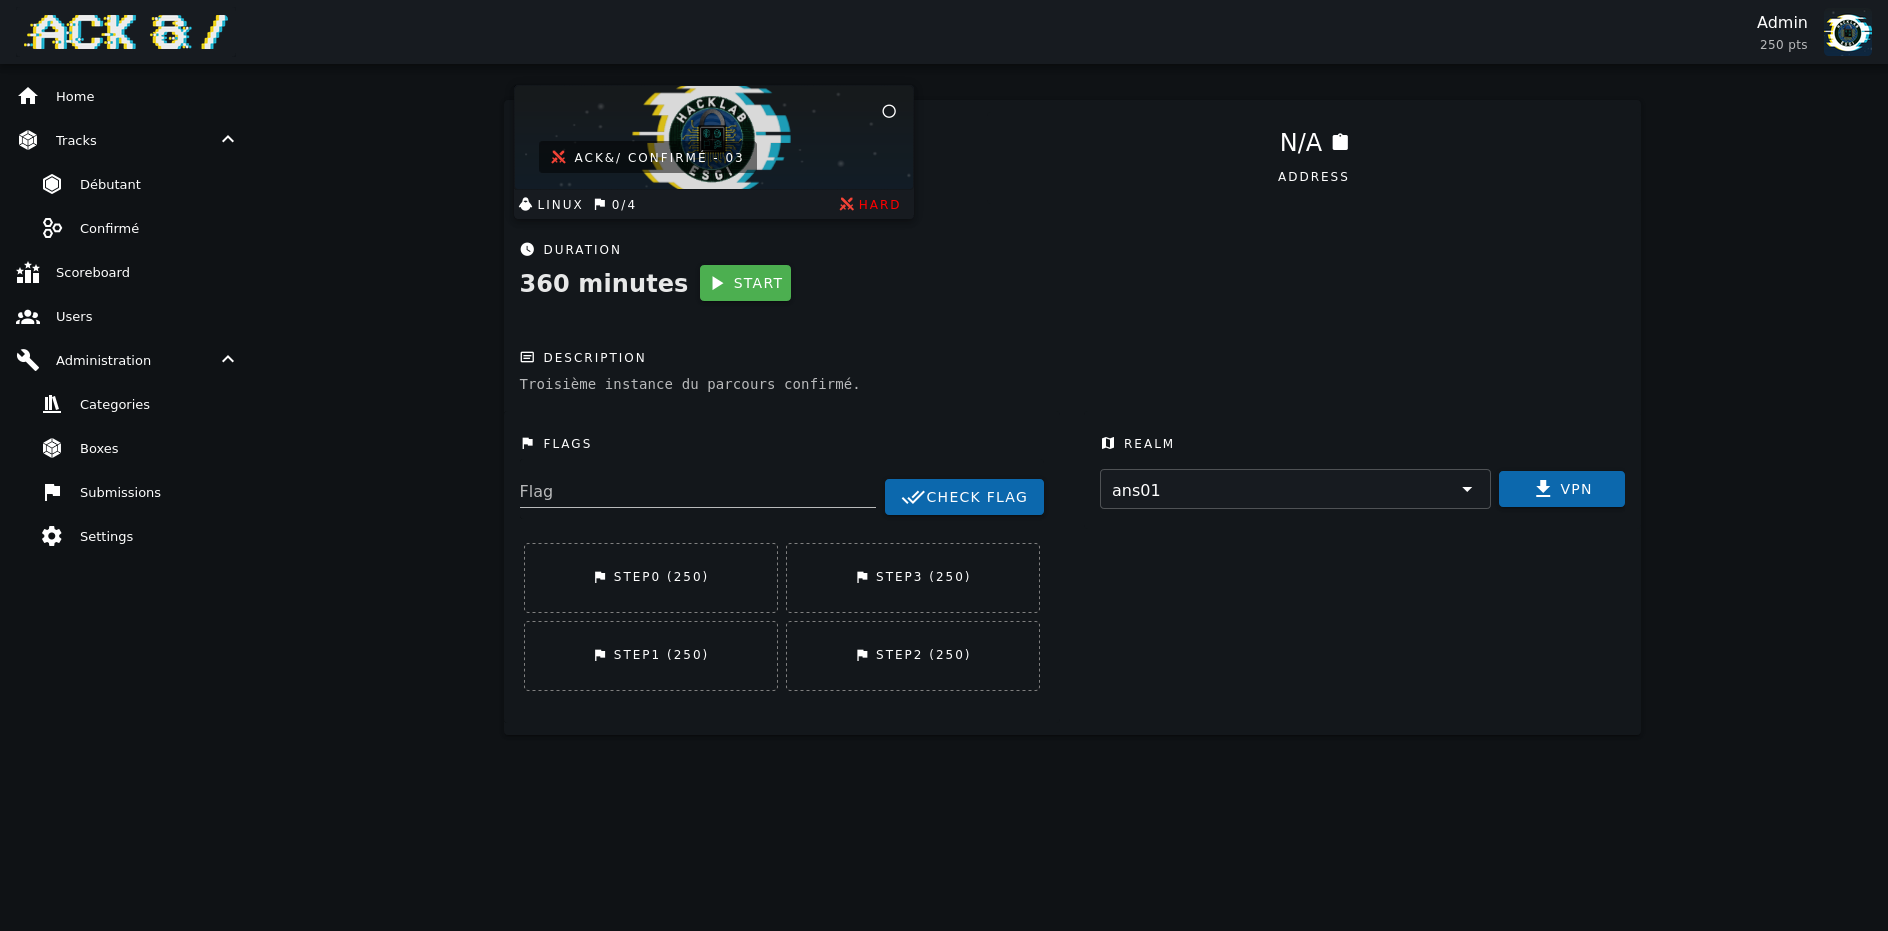 ACK & /
Admin
250 pts
Home
Tracks
Débutant
Confirmé
Scoreboard
Users
Administration
Categories
Boxes
Submissions
Settings
HACKLAB
ESGI
ACK&/ CONFIRMÉ - 03
LINUX 0/4 HARD
N/A
ADDRESS
DURATION
360 minutes START
DESCRIPTION
Troisième instance du parcours confirmé.
FLAGS
Flag CHECK FLAG
STEP0 (250) STEP3 (250)
STEP1 (250) STEP2 (250)
REALM
ans01 VPN